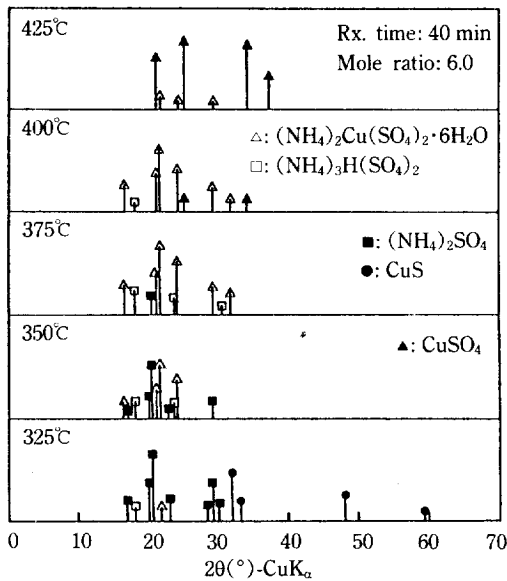 425℃
Rx. time: 40 min
Mole ratio: 6.0
400℃
△: (NH₄)₂Cu(SO₄)₂·6H₂O
□: (NH₄)₃H(SO₄)₂
375℃
■: (NH₄)₂SO₄
●: CuS
350℃
▲: CuSO₄
325℃
0 10 20 30 40 50 60 70
2θ(°)-CuKα